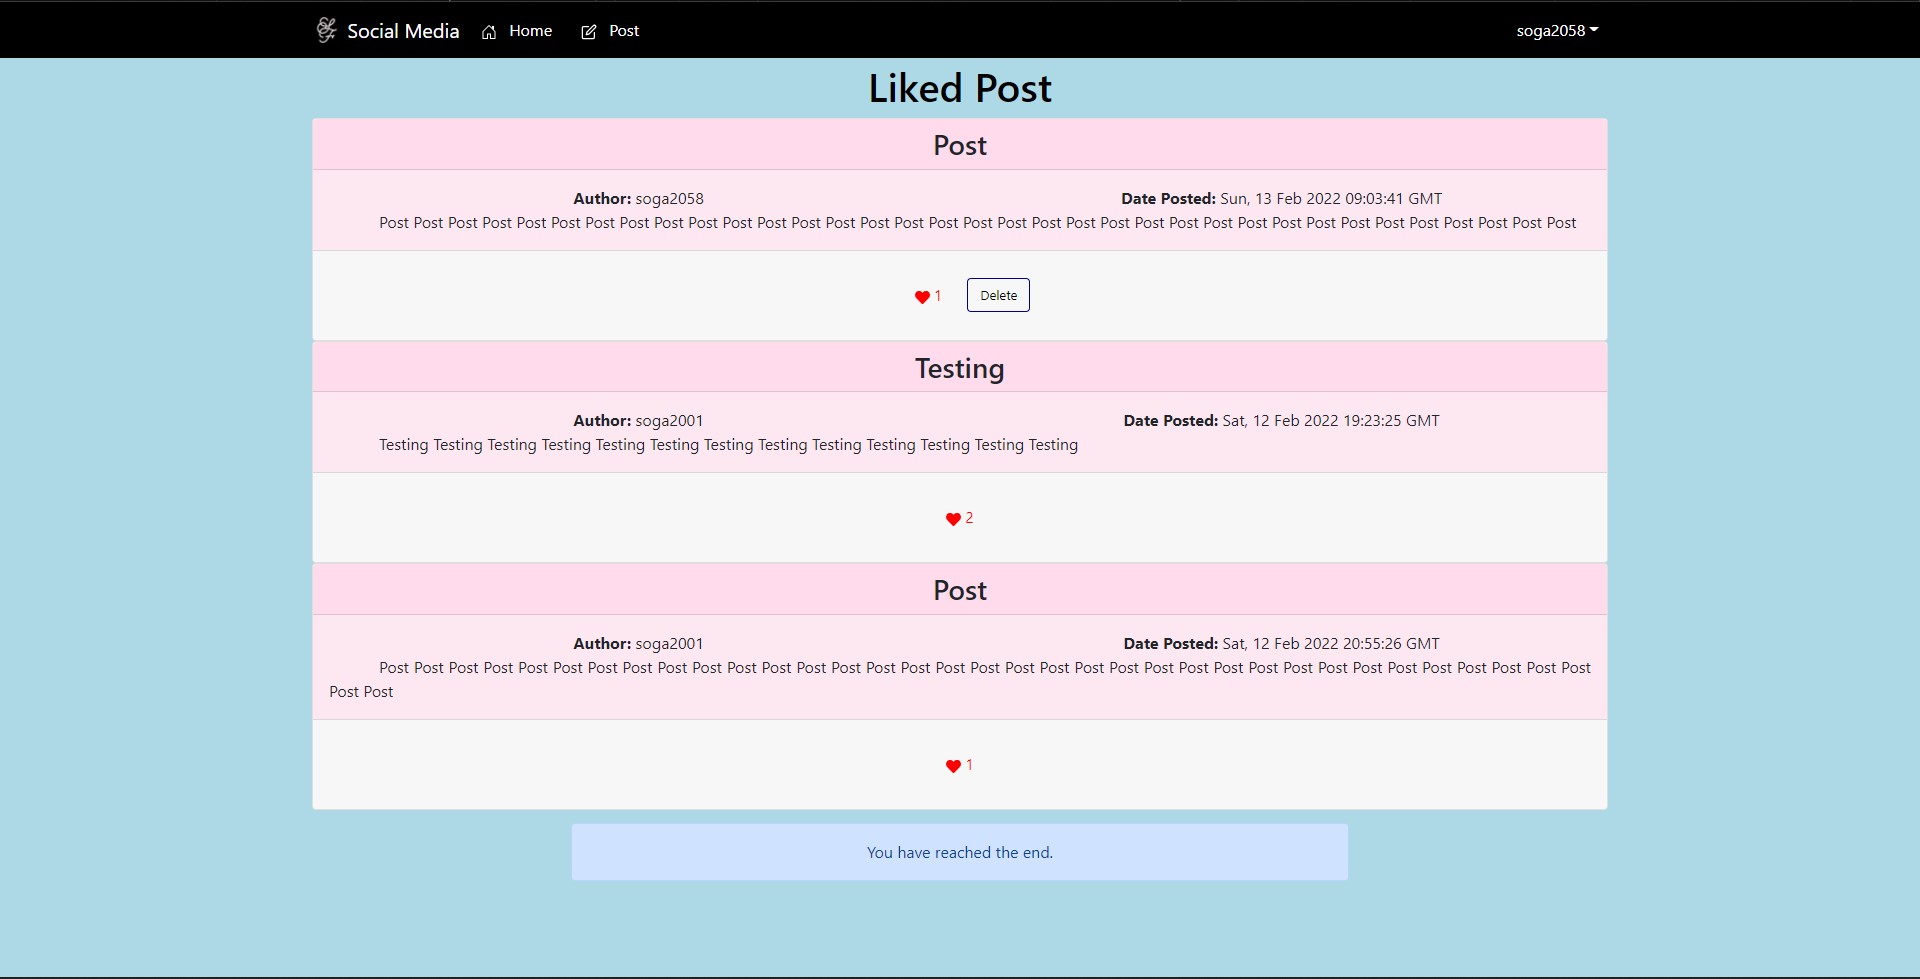 Social Media Home Post soga2058
Liked Post
Post
Author: soga2058 Date Posted: Sun, 13 Feb 2022 09:03:41 GMT
Post Post Post Post Post Post Post Post Post Post Post Post Post Post Post Post Post Post Post Post Post Post Post Post Post Post Post Post Post Post Post Post Post Post Post
1 Delete
Testing
Author: soga2001 Date Posted: Sat, 12 Feb 2022 19:23:25 GMT
Testing Testing Testing Testing Testing Testing Testing Testing Testing Testing Testing Testing Testing
2
Post
Author: soga2001 Date Posted: Sat, 12 Feb 2022 20:55:26 GMT
Post Post Post Post Post Post Post Post Post Post Post Post Post Post Post Post Post Post Post Post Post Post Post Post Post Post Post Post Post Post Post Post Post Post Post
Post Post
1
You have reached the end.